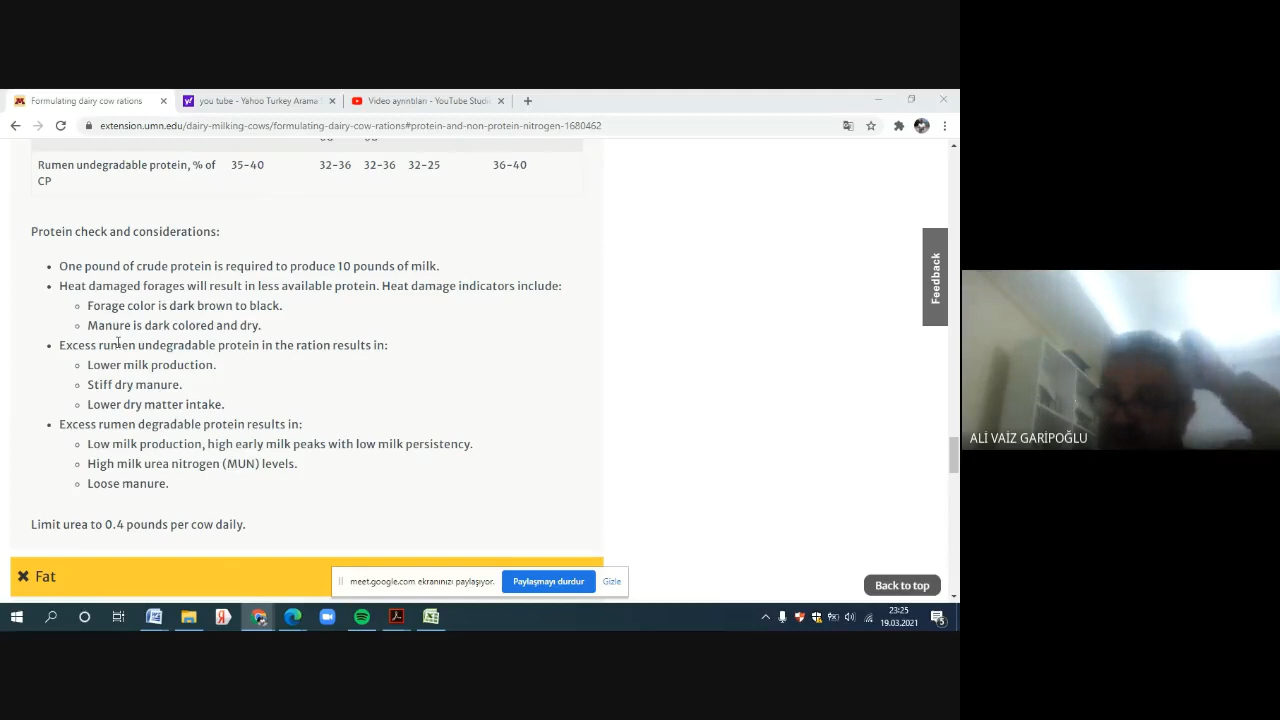 Formulating dairy cow rations
you tube - Yahoo Turkey Arama
Video ayrıntıları - YouTube Studi
extension.umn.edu/dairy-milking-cows/formulating-dairy-cow-rations#protein-and-non-protein-nitrogen-1680462
Rumen undegradable protein, % of 35-40 32-36 32-36 32-25 36-40
CP
Protein check and considerations:
• One pound of crude protein is required to produce 10 pounds of milk.
• Heat damaged forages will result in less available protein. Heat damage indicators include:
◦ Forage color is dark brown to black.
◦ Manure is dark colored and dry.
• Excess rumen undegradable protein in the ration results in:
◦ Lower milk production.
◦ Stiff dry manure.
◦ Lower dry matter intake.
• Excess rumen degradable protein results in:
◦ Low milk production, high early milk peaks with low milk persistency.
◦ High milk urea nitrogen (MUN) levels.
◦ Loose manure.
Limit urea to 0.4 pounds per cow daily.
Fat
meet.google.com ekranınızı paylaşıyor. Paylaşmayı durdur Gizle
Back to top
Feedback
23:25
19.03.2021
5
ALİ VAİZ GARİPOĞLU